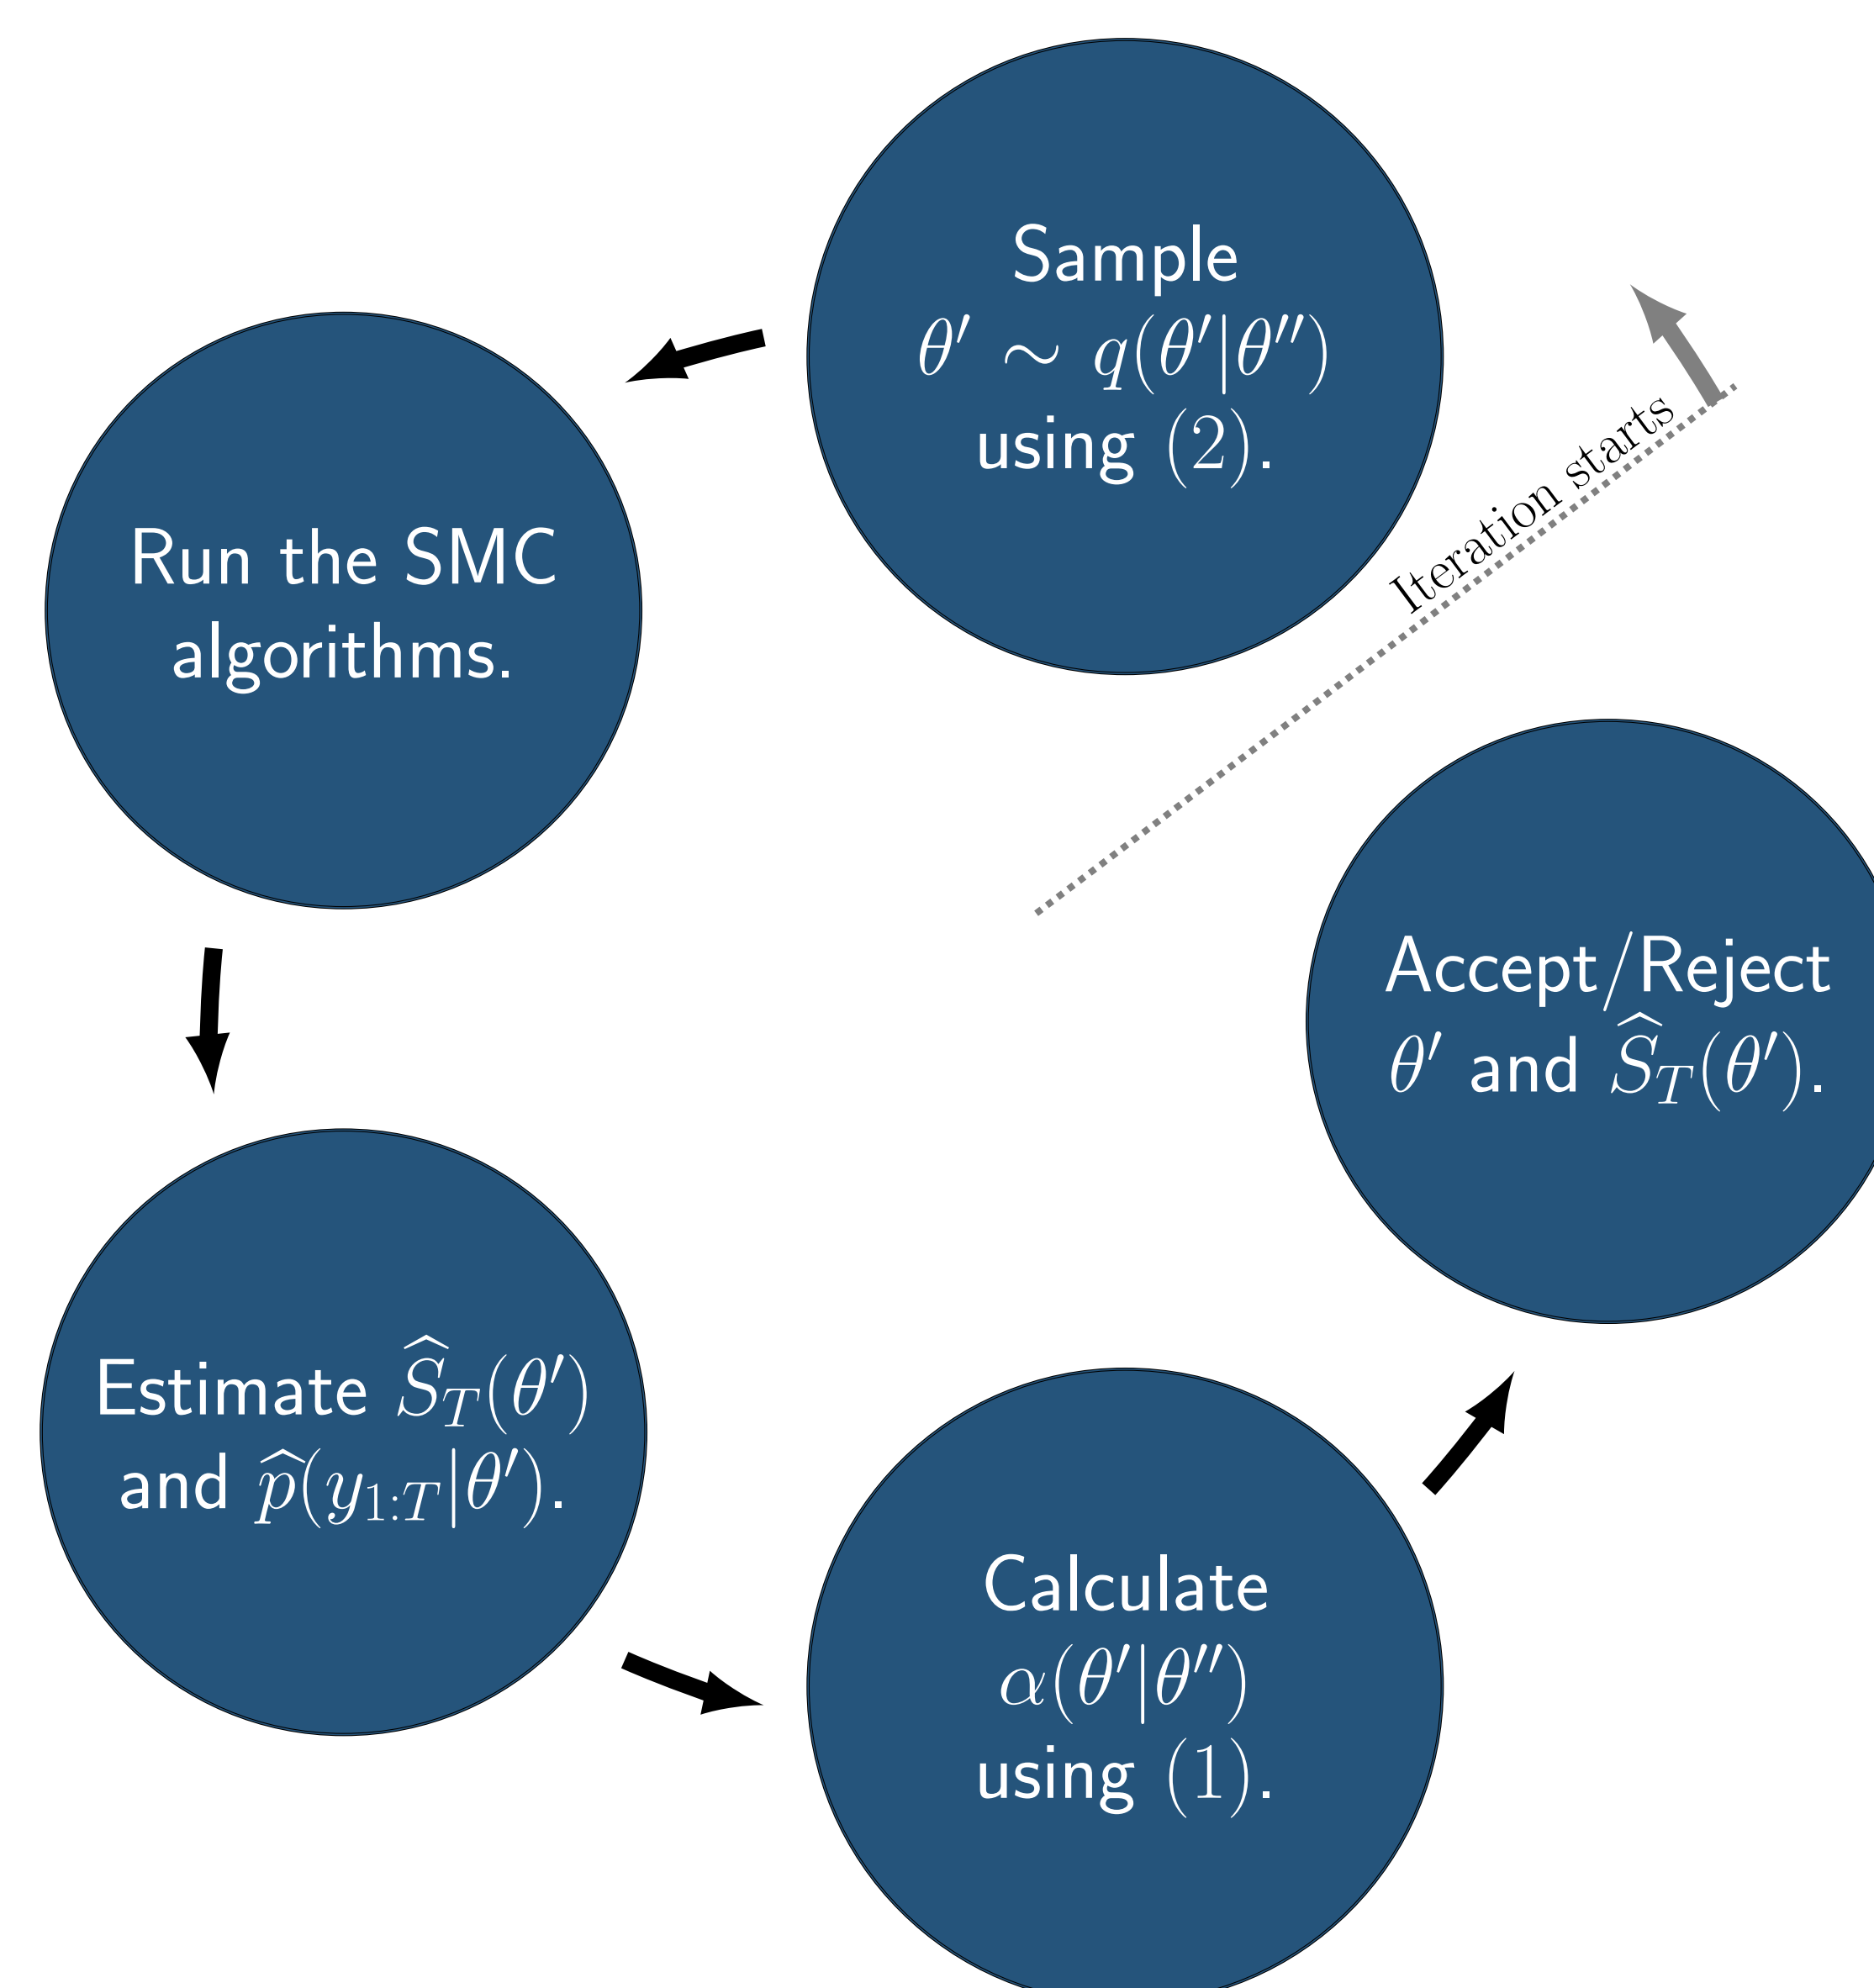 Sample
θ′ ∼ q(θ′|θ″)
using (2).
Iteration starts
Run the SMC
algorithms.
Estimate Ŝ_T(θ′)
and p̂(y_{1:T}|θ′).
Calculate
α(θ′|θ″)
using (1).
Accept/Reject
θ′ and Ŝ_T(θ′).